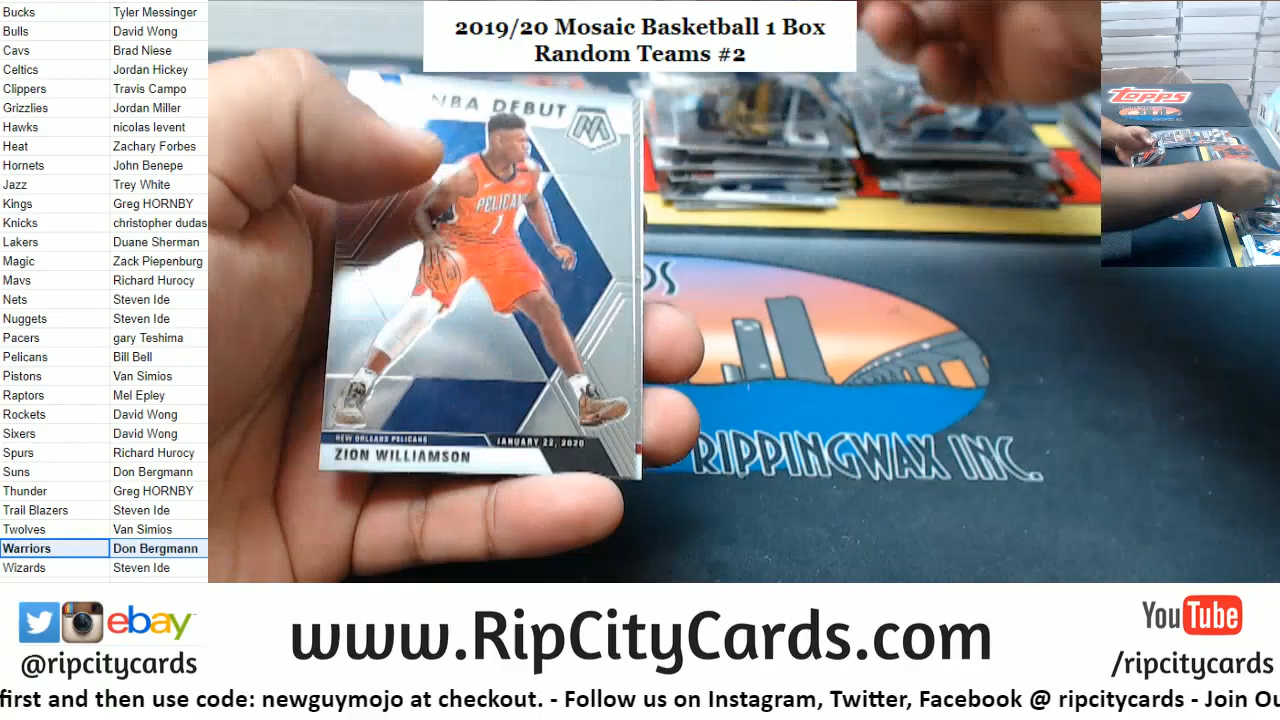 Bucks Tyler Messinger
Bulls David Wong
Cavs Brad Niese
Celtics Jordan Hickey
Clippers Travis Campo
Grizzlies Jordan Miller
Hawks nicolas levent
Heat Zachary Forbes
Hornets John Benepe
Jazz Trey White
Kings Greg HORNBY
Knicks christopher dudas
Lakers Duane Sherman
Magic Zack Piepenburg
Mavs Richard Hurocy
Nets Steven Ide
Nuggets Steven Ide
Pacers gary Teshima
Pelicans Bill Bell
Pistons Van Simios
Raptors Mel Epley
Rockets David Wong
Sixers David Wong
Spurs Richard Hurocy
Suns Don Bergmann
Thunder Greg HORNBY
Trail Blazers Steven Ide
Twolves Van Simios
Warriors Don Bergmann
Wizards Steven Ide
2019/20 Mosaic Basketball 1 Box
Random Teams #2
NBA DEBUT
PELICANS
1
NEW ORLEANS PELICANS
JANUARY 22, 2020
ZION WILLIAMSON
RIPPINGWAX INC.
topps
ebay
@ripcitycards
www.RipCityCards.com
YouTube
/ripcitycards
first and then use code: newguymojo at checkout. - Follow us on Instagram, Twitter, Facebook @ ripcitycards - Join Ou